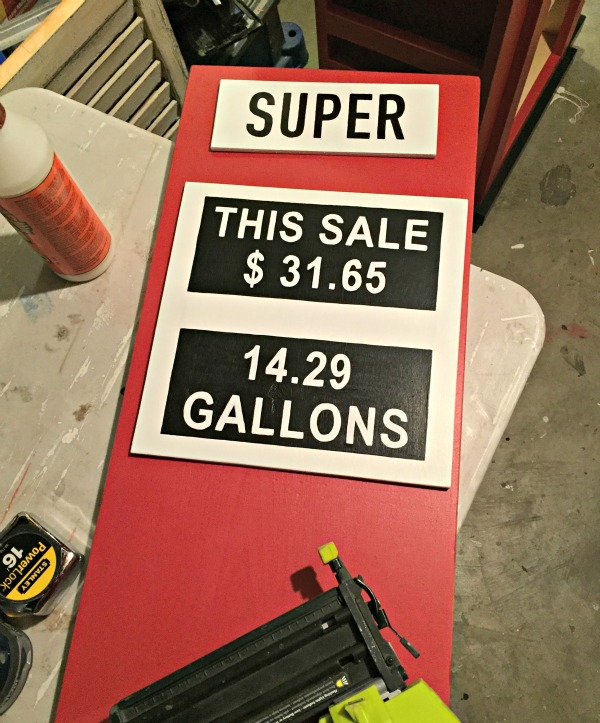 SUPER
THIS SALE
$ 31.65
14.29
GALLONS
STANLEY
PowerLock
16'